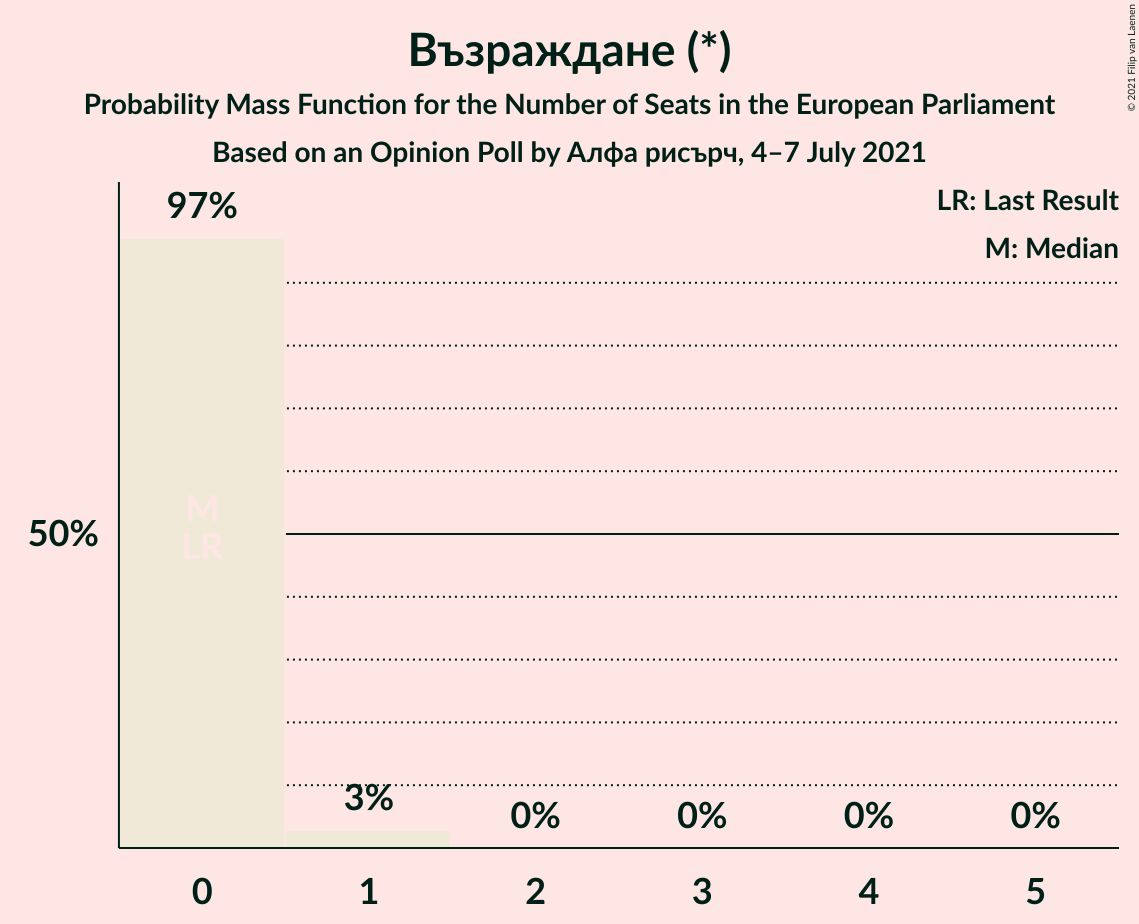 Възраждане (*)
Probability Mass Function for the Number of Seats in the European Parliament
Based on an Opinion Poll by Алфа рисърч, 4–7 July 2021
© 2021 Filip van Laenen
LR: Last Result
M: Median
97%
M
LR
50%
3%
0%
0%
0%
0%
0
1
2
3
4
5